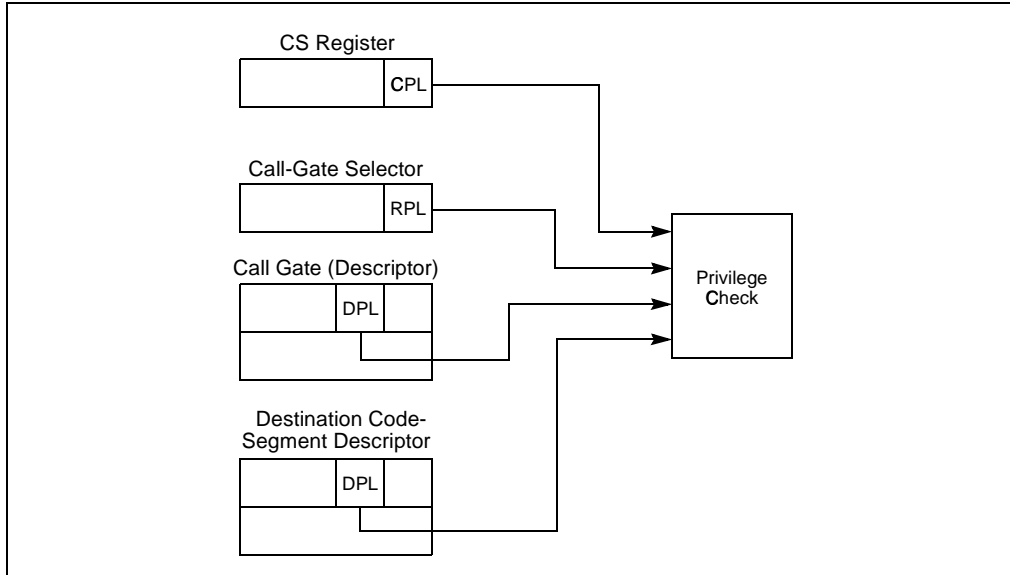 CS Register
CPL
Call-Gate Selector
RPL
Call Gate (Descriptor)
DPL
Privilege
Check
Destination Code-
Segment Descriptor
DPL